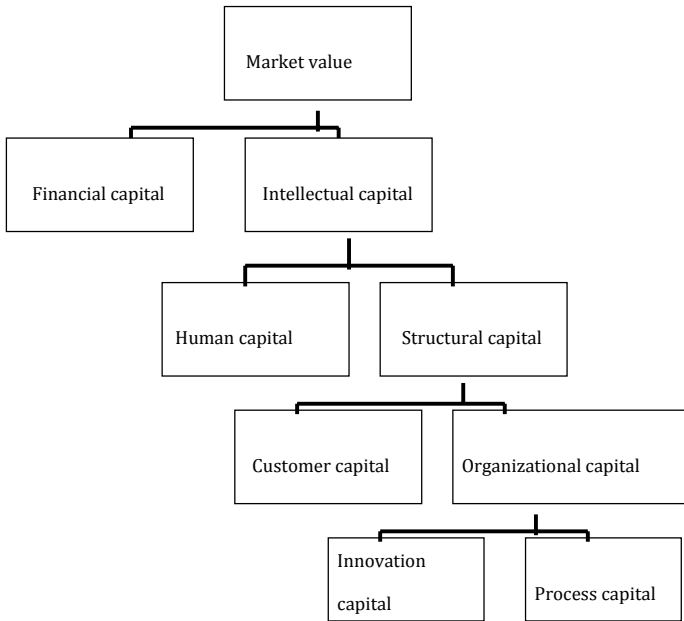 Market value
Financial capital
Intellectual capital
Human capital
Structural capital
Customer capital
Organizational capital
Innovation
capital
Process capital